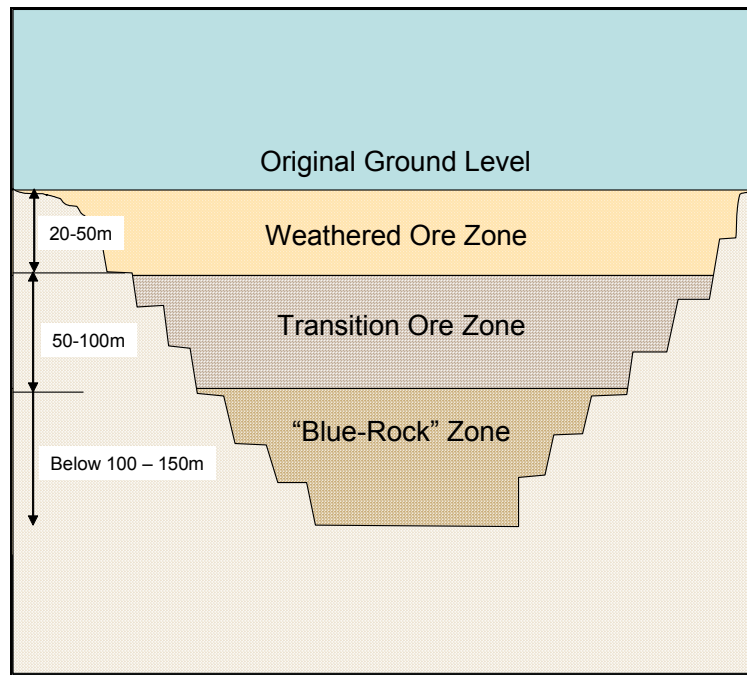 Original Ground Level
20-50m
Weathered Ore Zone
50-100m
Transition Ore Zone
“Blue-Rock” Zone
Below 100 – 150m